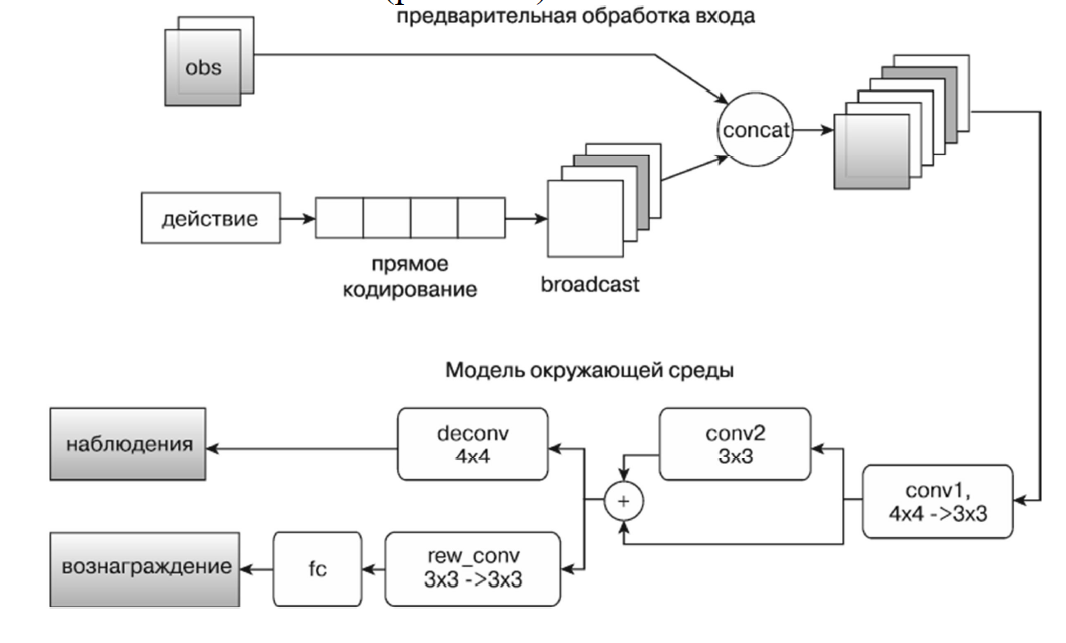 предварительная обработка входа
obs
concat
действие
прямое
кодирование
broadcast
Модель окружающей среды
наблюдения
deconv
4x4
conv2
3x3
conv1,
4x4 ->3x3
+
вознаграждение
fc
rew_conv
3x3 ->3x3